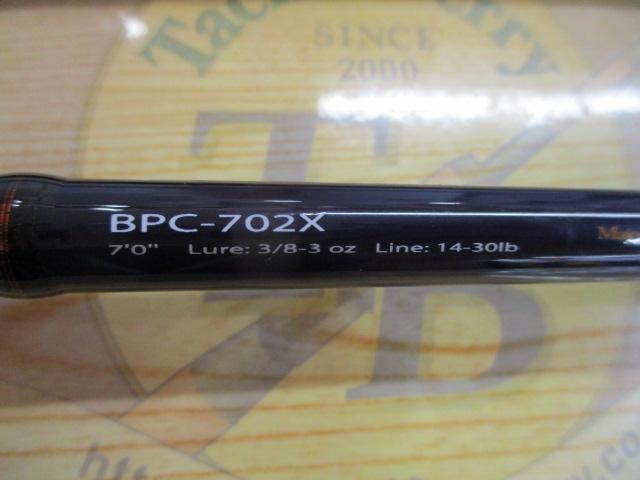 SINCE
2000
BPC-702X
7'0" Lure: 3/8-3 oz Line: 14-30lb